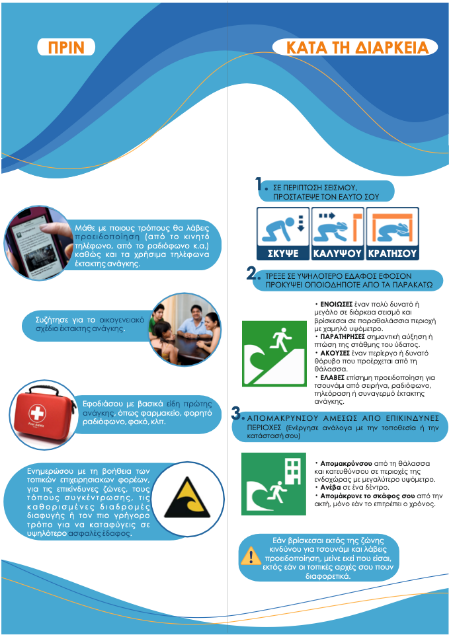 ΠΡΙΝ
Μάθε με ποιους τρόπους θα λάβεις
προειδοποίηση (από το κινητό
τηλέφωνο, από το ραδιόφωνο κ.α.)
καθώς και τα χρήσιμα τηλέφωνα
έκτακτης ανάγκης.
Συζήτησε για το οικογενειακό
σχέδιο έκτακτης ανάγκης.
Εφοδιάσου με βασικά είδη πρώτης
ανάγκης, όπως φαρμακείο, φορητό
ραδιόφωνο, φακό, κλπ.
Ενημερώσου με τη βοήθεια των
τοπικών επιχειρησιακών φορέων,
για τις επικίνδυνες ζώνες, τους
τόπους συγκέντρωσης, τις
καθορισμένες διαδρομές
διαφυγής ή τον πιο γρήγορο
τρόπο για να καταφύγεις σε
υψηλότερο ασφαλές έδαφος.
ΚΑΤΑ ΤΗ ΔΙΑΡΚΕΙΑ
1. ΣΕ ΠΕΡΙΠΤΩΣΗ ΣΕΙΣΜΟΥ,
ΠΡΟΣΤΑΤΕΨΕ ΤΟΝ ΕΑΥΤΟ ΣΟΥ
ΣΚΥΨΕ ΚΑΛΥΨΟΥ ΚΡΑΤΗΣΟΥ
2. ΤΡΕΞΕ ΣΕ ΥΨΗΛΟΤΕΡΟ ΕΔΑΦΟΣ ΕΦΟΣΟΝ
ΠΡΟΚΥΨΕΙ ΟΠΟΙΟΔΗΠΟΤΕ ΑΠΟ ΤΑ ΠΑΡΑΚΑΤΩ
• ΕΝΟΙΩΣΕΣ έναν πολύ δυνατό ή
μεγάλο σε διάρκεια σεισμό και
βρίσκεσαι σε παραθαλάσσια περιοχή
με χαμηλό υψόμετρο.
• ΠΑΡΑΤΗΡΗΣΕΣ σημαντική αύξηση ή
πτώση της στάθμης του ύδατος.
• ΑΚΟΥΣΕΣ έναν περίεργο ή δυνατό
θόρυβο που προέρχεται από τη
θάλασσα.
• ΕΛΑΒΕΣ επίσημη προειδοποίηση για
τσουνάμι από σειρήνα, ραδιόφωνο,
τηλεόραση ή συναγερμό έκτακτης
ανάγκης.
3. ΑΠΟΜΑΚΡΥΝΣΟΥ ΑΜΕΣΩΣ ΑΠΟ ΕΠΙΚΙΝΔΥΝΕΣ
ΠΕΡΙΟΧΕΣ (Ενέργησε ανάλογα με την τοποθεσία ή την
κατάστασή σου)
• Απομακρύνσου από τη θάλασσα
και κατευθύνσου σε περιοχές της
ενδοχώρας με μεγαλύτερο υψόμετρο.
• Ανέβα σε ένα δέντρο.
• Απομάκρυνε το σκάφος σου από την
ακτή, μόνο εάν το επιτρέπει ο χρόνος.
Εάν βρίσκεσαι εκτός της ζώνης
κινδύνου για τσουνάμι και λάβεις
προειδοποίηση, μείνε εκεί που είσαι,
εκτός εάν οι τοπικές αρχές σου πουν
διαφορετικά.